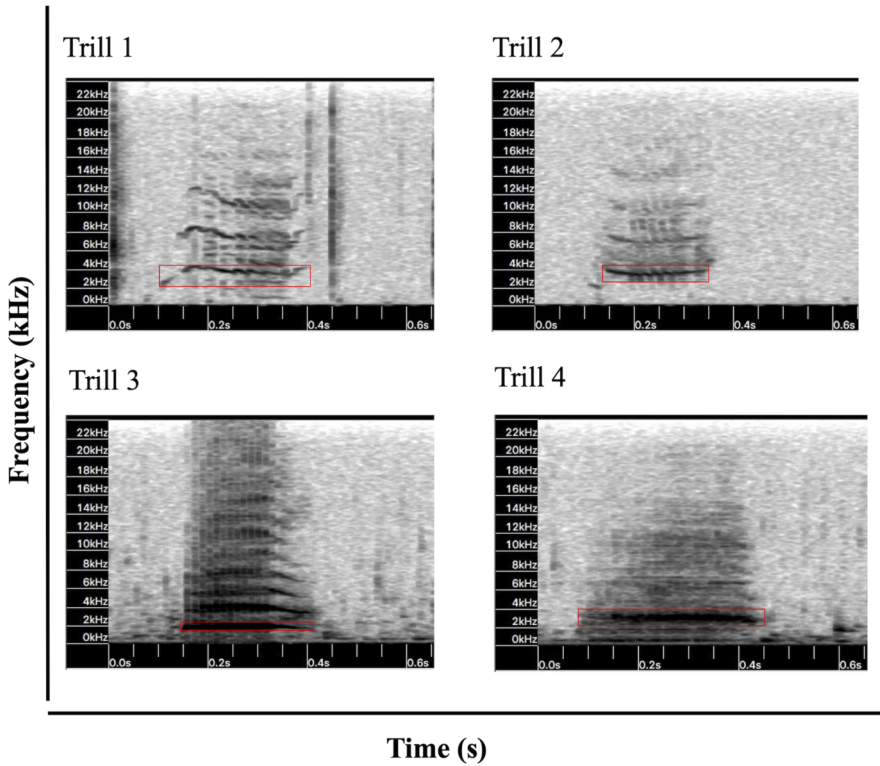 Trill 1
22kHz
20kHz
18kHz
16kHz
14kHz
12kHz
10kHz
8kHz
6kHz
4kHz
2kHz
0kHz
0.0s 0.2s 0.4s 0.6s
Trill 2
22kHz
20kHz
18kHz
16kHz
14kHz
12kHz
10kHz
8kHz
6kHz
4kHz
2kHz
0kHz
0.0s 0.2s 0.4s 0.6s
Frequency (kHz)
Trill 3
22kHz
20kHz
18kHz
16kHz
14kHz
12kHz
10kHz
8kHz
6kHz
4kHz
2kHz
0kHz
0.0s 0.2s 0.4s 0.6s
Trill 4
22kHz
20kHz
18kHz
16kHz
14kHz
12kHz
10kHz
8kHz
6kHz
4kHz
2kHz
0kHz
0.0s 0.2s 0.4s 0.6s
Time (s)